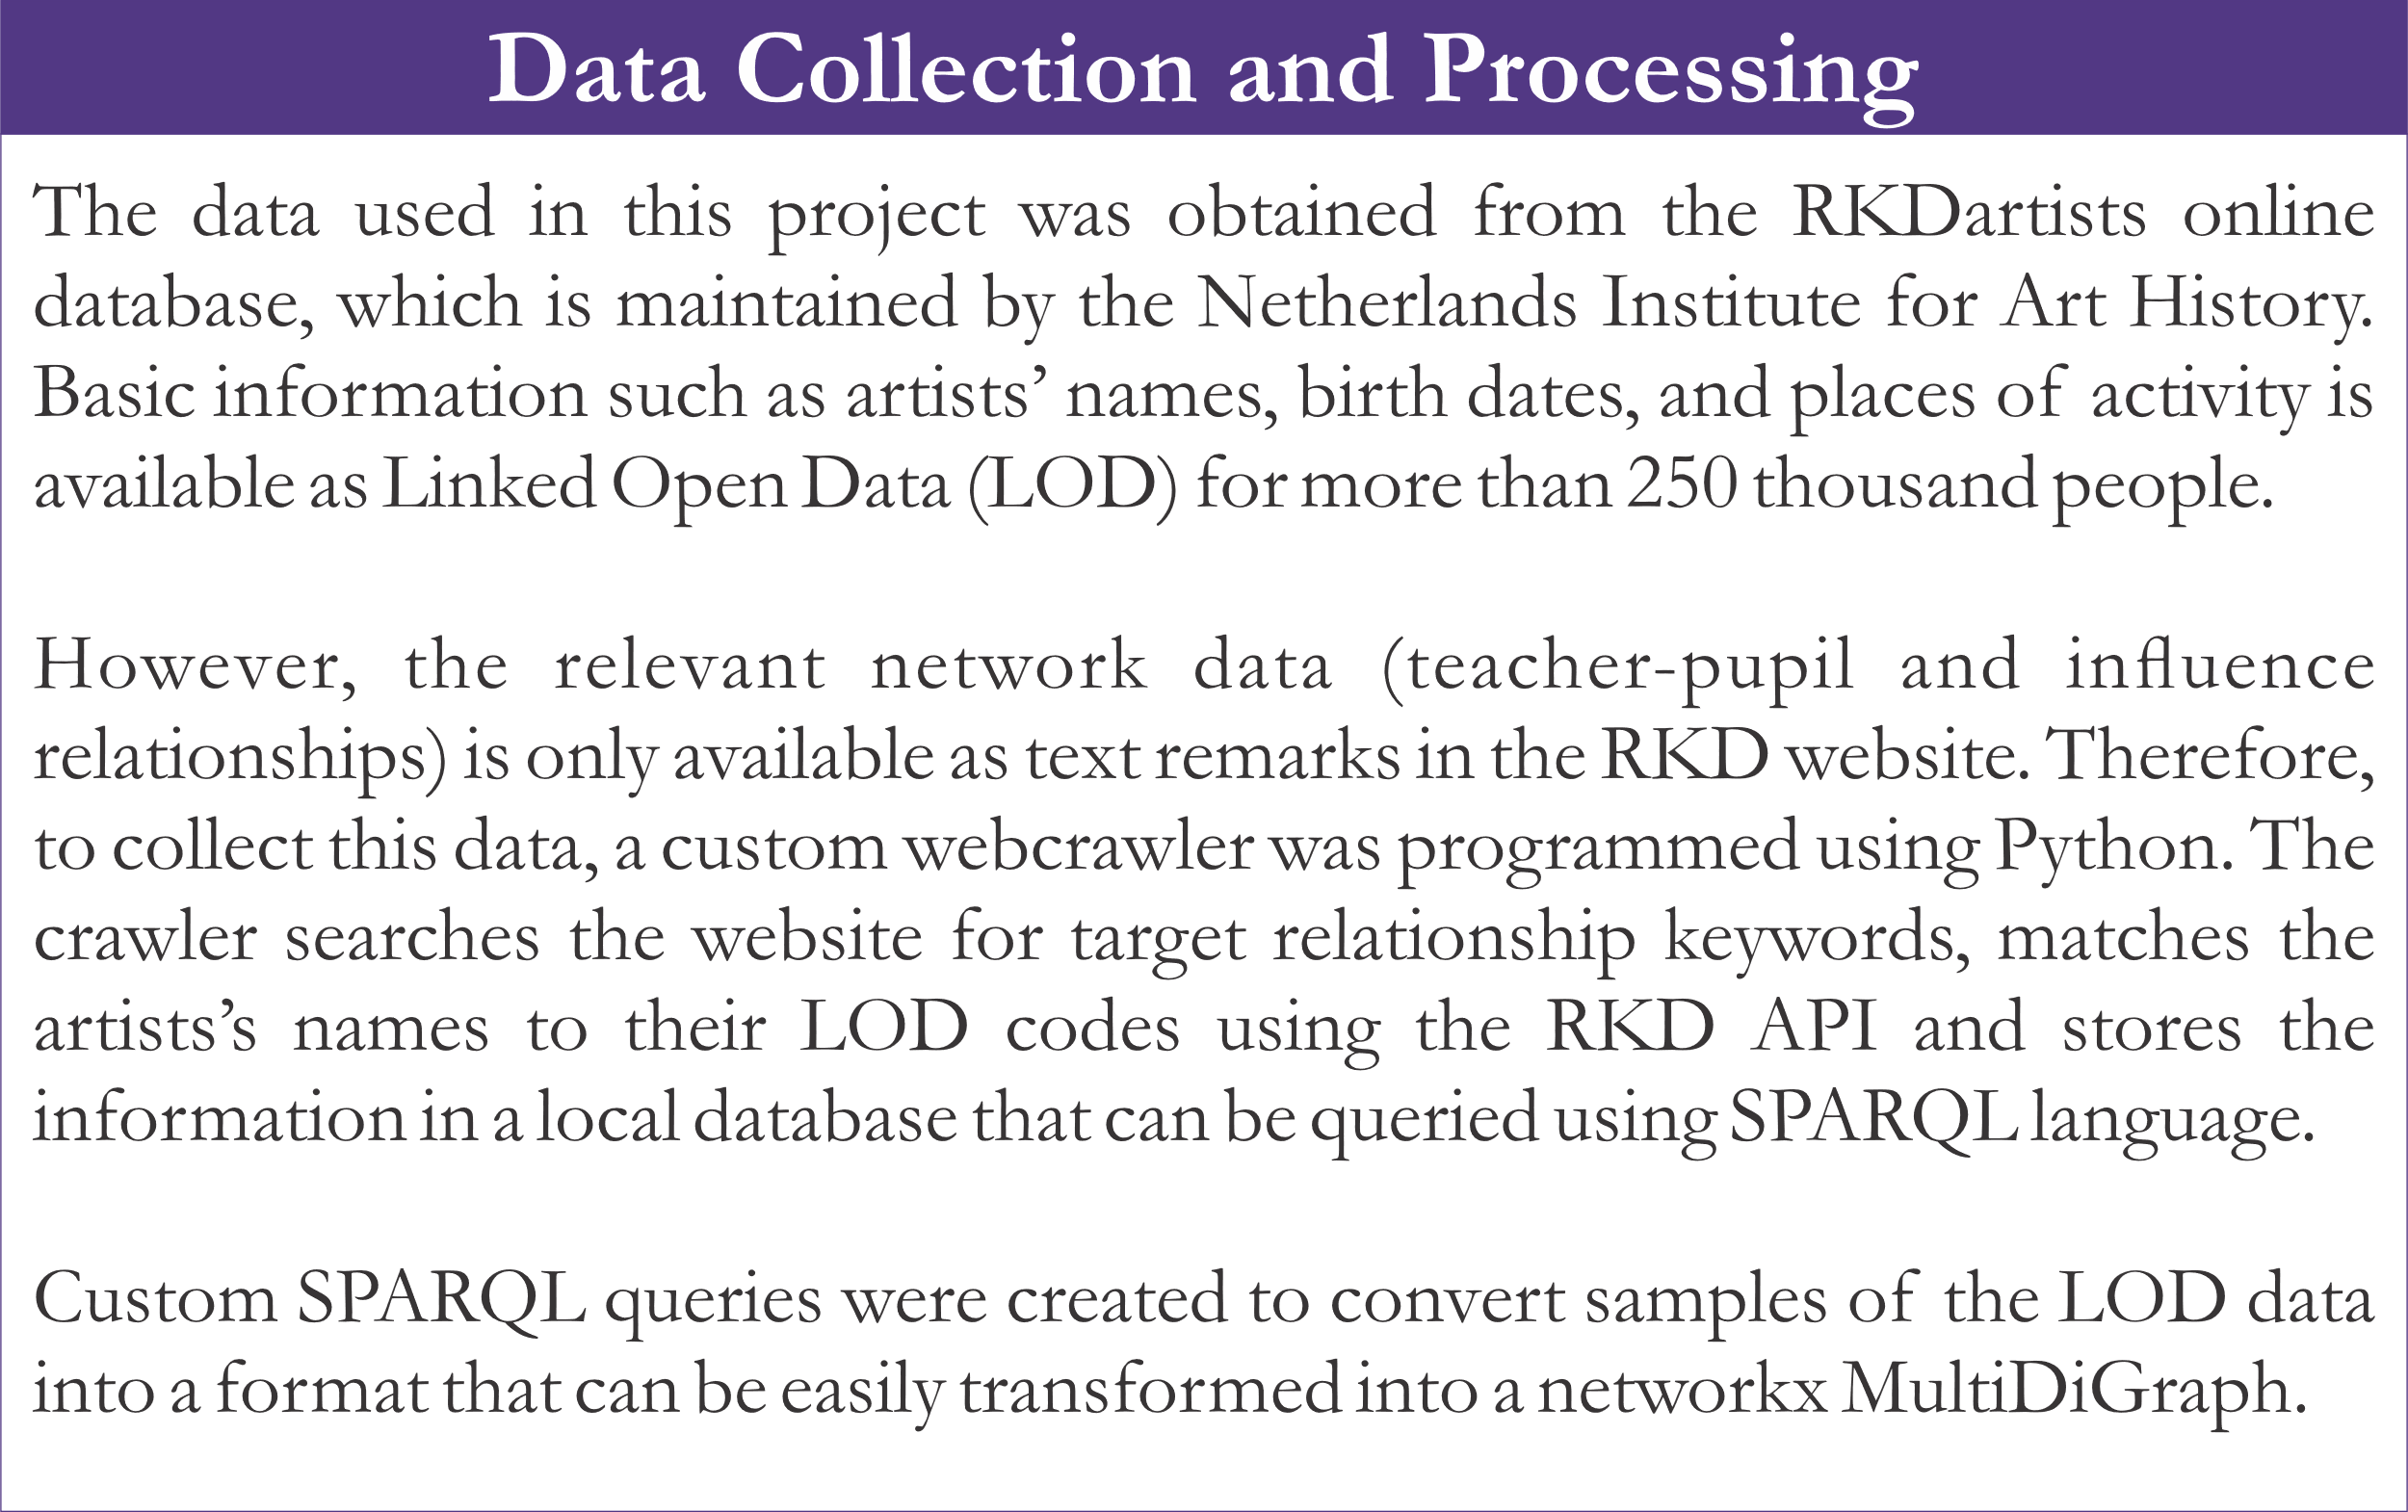 Data Collection and Processing
The data used in this project was obtained from the RKDartists online
database, which is maintained by the Netherlands Institute for Art History.
Basic information such as artists’ names, birth dates, and places of activity is
available as Linked Open Data (LOD) for more than 250 thousand people.
However, the relevant network data (teacher-pupil and influence
relationships) is only available as text remarks in the RKD website. Therefore,
to collect this data, a custom webcrawler was programmed using Python. The
crawler searches the website for target relationship keywords, matches the
artists’s names to their LOD codes using the RKD API and stores the
information in a local database that can be queried using SPARQL language.
Custom SPARQL queries were created to convert samples of the LOD data
into a format that can be easily transformed into a networkx MultiDiGraph.